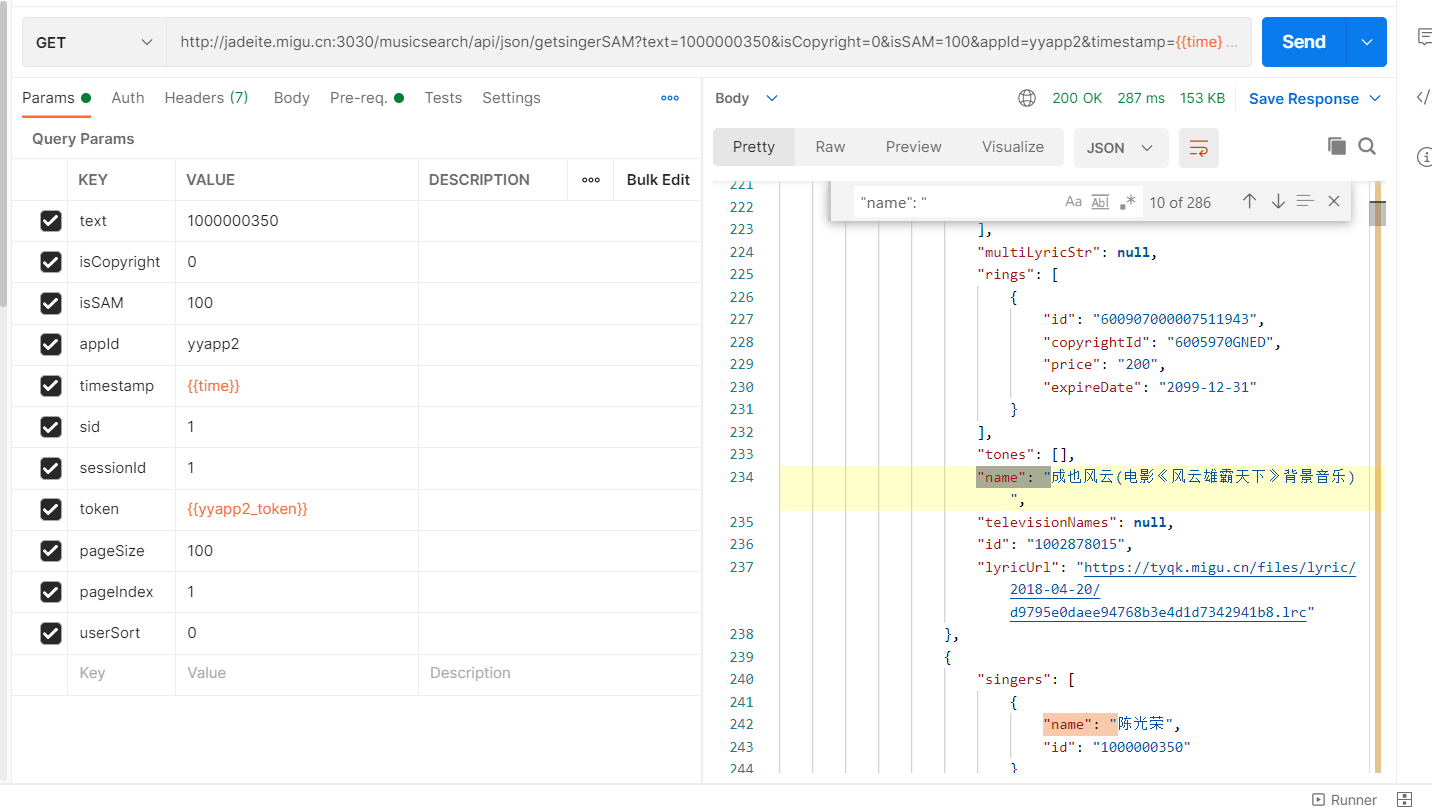 GET
http://jadeite.migu.cn:3030/musicsearch/api/json/getsingerSAM?text=1000000350&isCopyright=0&isSAM=100&appId=yyapp2&timestamp={{time} ...
Send
Params Auth Headers (7) Body Pre-req. Tests Settings
Query Params
KEY VALUE DESCRIPTION Bulk Edit
text 1000000350
isCopyright 0
isSAM 100
appId yyapp2
timestamp {{time}}
sid 1
sessionId 1
token {{yyapp2_token}}
pageSize 100
pageIndex 1
userSort 0
Key Value Description
Body 200 OK 287 ms 153 KB Save Response
Pretty Raw Preview Visualize JSON
"name": " Aa Abl .* 10 of 286
221
222
223 ],
224 "multiLyricStr": null,
225 "rings": [
226 {
227 "id": "600907000007511943",
228 "copyrightId": "6005970GNED",
229 "price": "200",
230 "expireDate": "2099-12-31"
231 }
232 ],
233 "tones": [],
234 "name": "成也风云(电影《风云雄霸天下》背景音乐)
",
235 "televisionNames": null,
236 "id": "1002878015",
237 "lyricUrl": "https://tyqk.migu.cn/files/lyric/
2018-04-20/
d9795e0daee94768b3e4d1d7342941b8.lrc"
238 },
239 {
240 "singers": [
241 {
242 "name": "陈光荣",
243 "id": "1000000350"
244 }
Runner